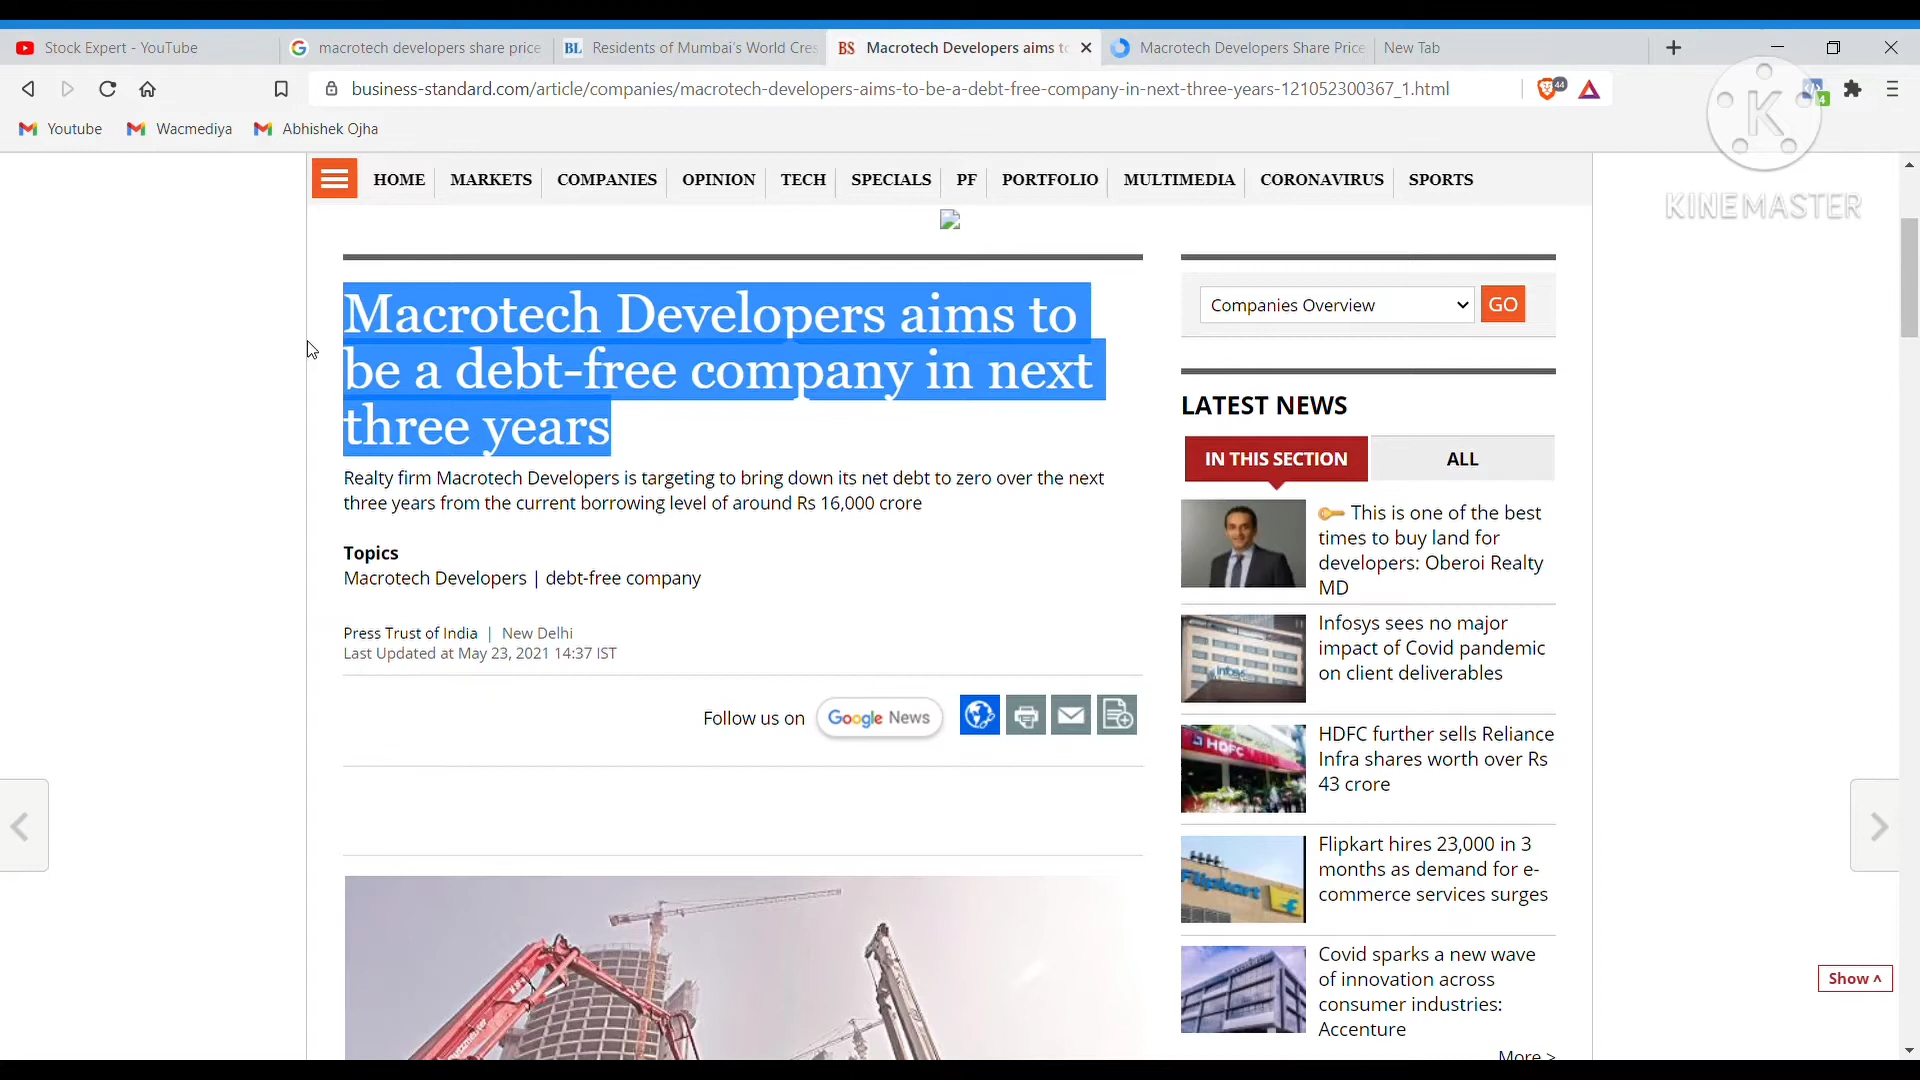 Stock Expert - YouTube
macrotech developers share price
BL Residents of Mumbai's World Cres
BS Macrotech Developers aims to
Macrotech Developers Share Price
New Tab
business-standard.com/article/companies/macrotech-developers-aims-to-be-a-debt-free-company-in-next-three-years-121052300367_1.html
44
4
Youtube
Wacmediya
Abhishek Ojha
K
KINEMASTER
HOME
MARKETS
COMPANIES
OPINION
TECH
SPECIALS
PF
PORTFOLIO
MULTIMEDIA
CORONAVIRUS
SPORTS
Macrotech Developers aims to
be a debt-free company in next
three years
Realty firm Macrotech Developers is targeting to bring down its net debt to zero over the next
three years from the current borrowing level of around Rs 16,000 crore
Topics
Macrotech Developers | debt-free company
Press Trust of India | New Delhi
Last Updated at May 23, 2021 14:37 IST
Follow us on
Google News
Companies Overview
GO
LATEST NEWS
IN THIS SECTION
ALL
This is one of the best
times to buy land for
developers: Oberoi Realty
MD
Infosys sees no major
impact of Covid pandemic
on client deliverables
HDFC
HDFC further sells Reliance
Infra shares worth over Rs
43 crore
Flipkart
Flipkart hires 23,000 in 3
months as demand for e-
commerce services surges
Covid sparks a new wave
of innovation across
consumer industries:
Accenture
More >
Show ^